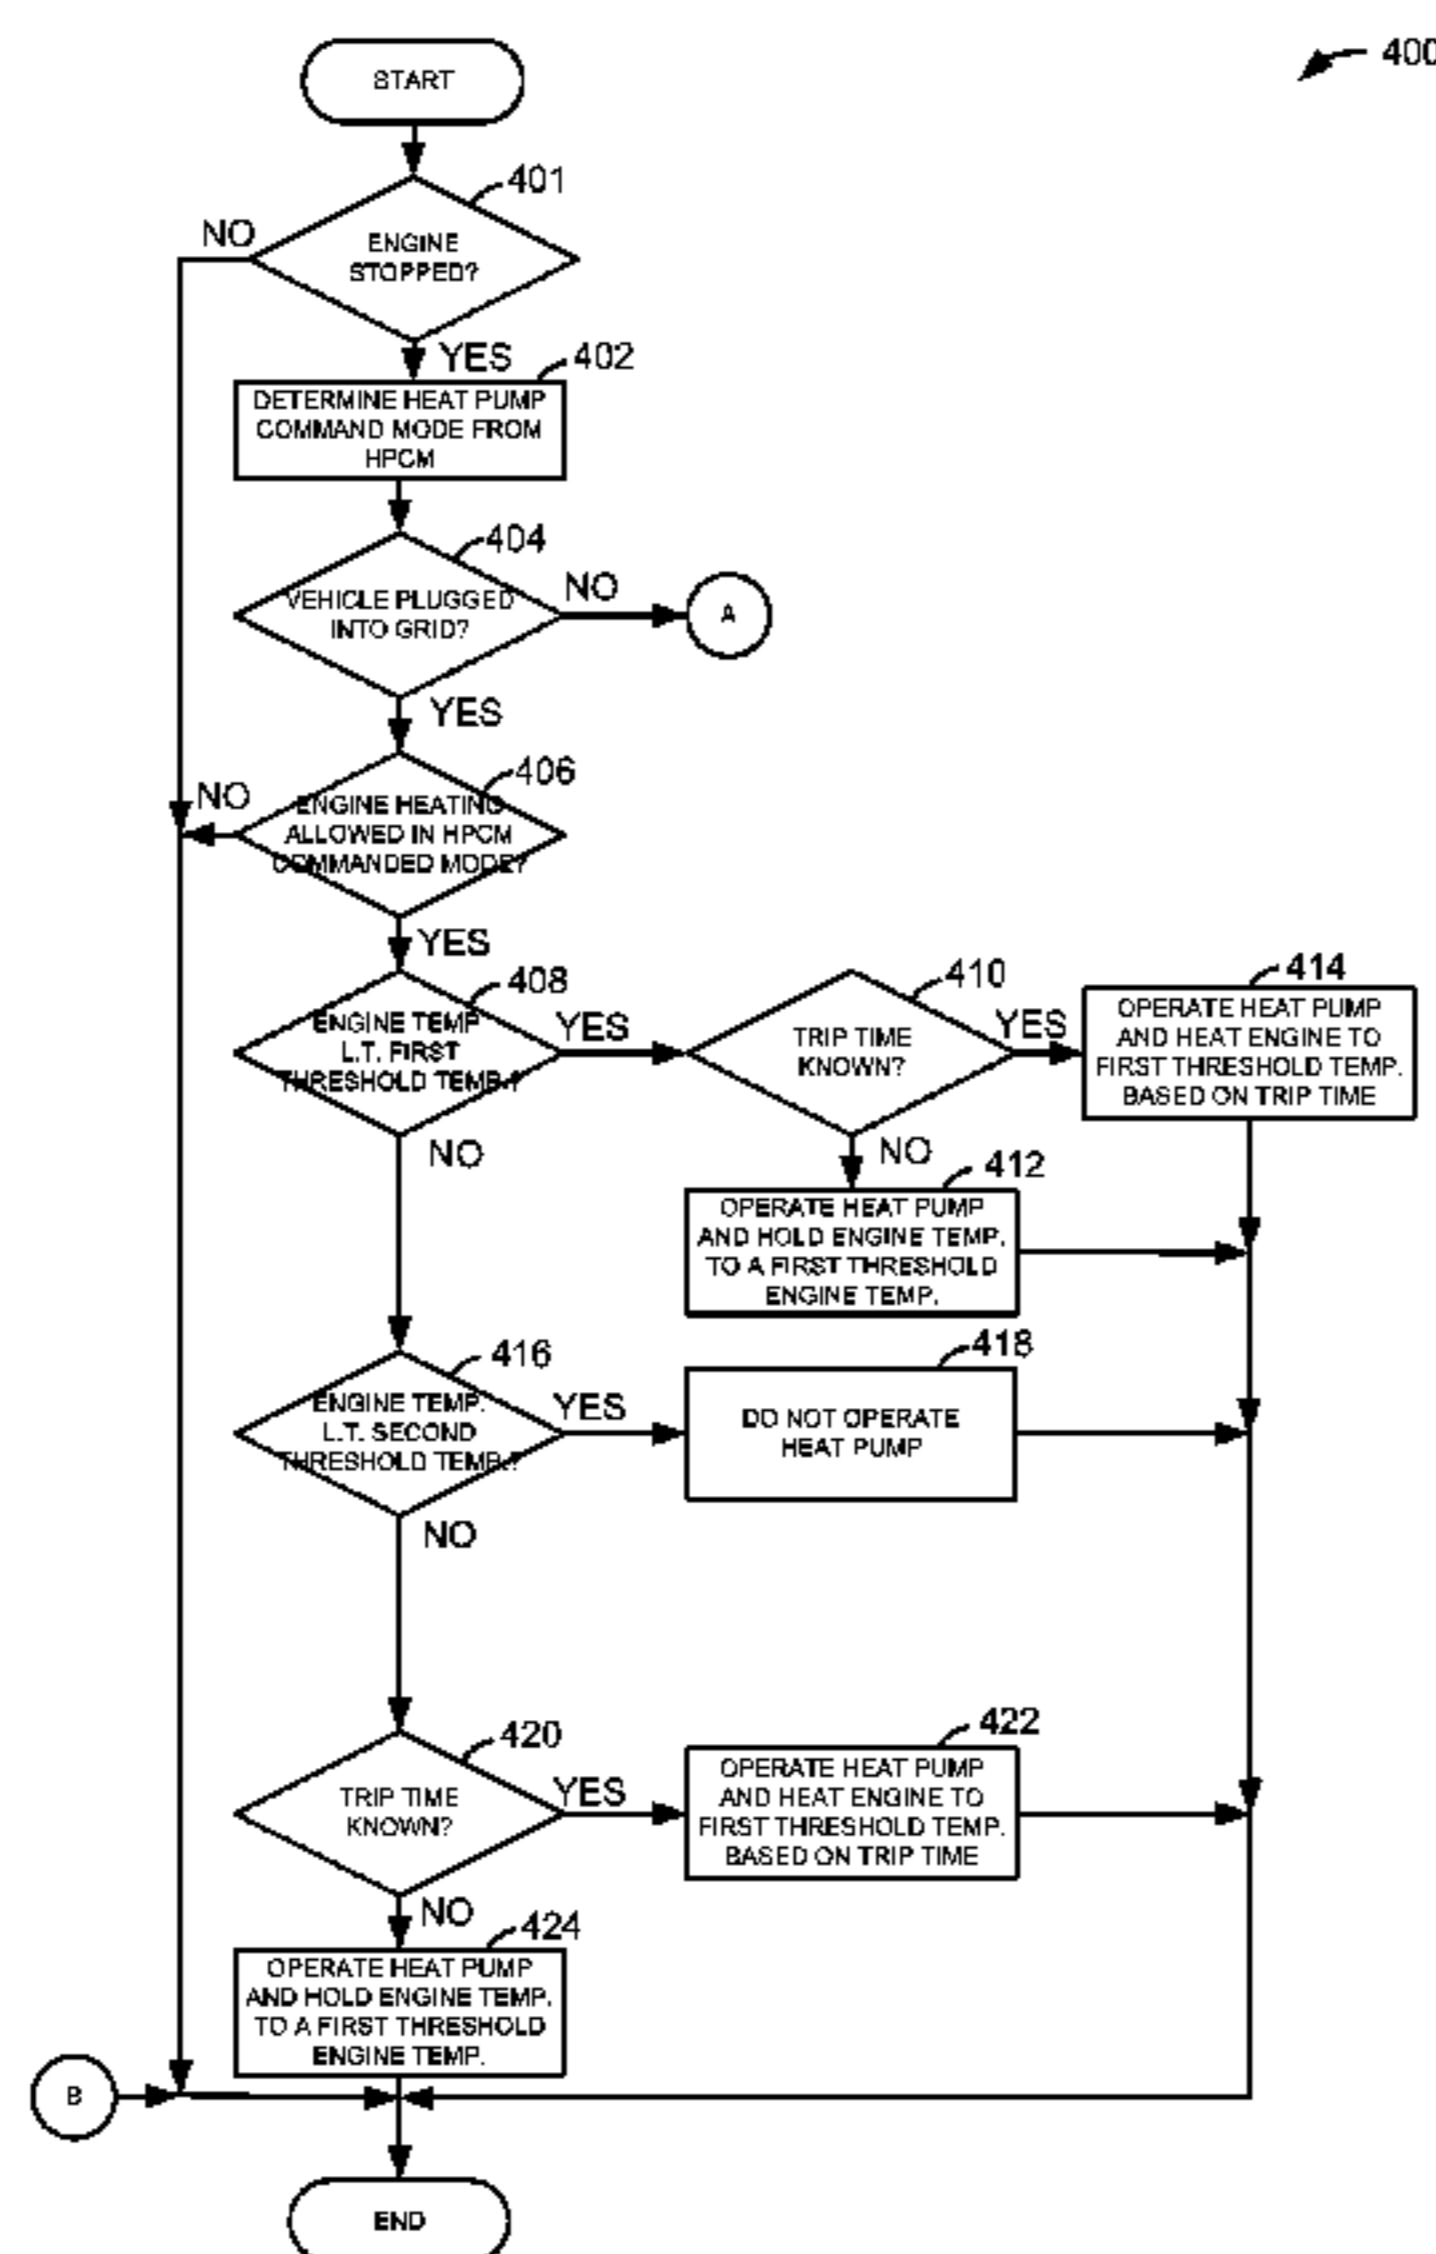 START
400
401
NO
ENGINE
STOPPED?
YES
402
DETERMINE HEAT PUMP
COMMAND MODE FROM
HPCM
404
VEHICLE PLUGGED
INTO GRID?
NO
A
YES
406
NO
ENGINE HEATING
ALLOWED IN HPCM
COMMANDED MODE?
YES
408
ENGINE TEMP
L.T. FIRST
THRESHOLD TEMP.?
YES
410
TRIP TIME
KNOWN?
YES
414
OPERATE HEAT PUMP
AND HEAT ENGINE TO
FIRST THRESHOLD TEMP.
BASED ON TRIP TIME
NO
NO
412
OPERATE HEAT PUMP
AND HOLD ENGINE TEMP.
TO A FIRST THRESHOLD
ENGINE TEMP.
416
ENGINE TEMP.
L.T. SECOND
THRESHOLD TEMP.?
YES
418
DO NOT OPERATE
HEAT PUMP
NO
420
TRIP TIME
KNOWN?
YES
422
OPERATE HEAT PUMP
AND HEAT ENGINE TO
FIRST THRESHOLD TEMP.
BASED ON TRIP TIME
NO
424
OPERATE HEAT PUMP
AND HOLD ENGINE TEMP.
TO A FIRST THRESHOLD
ENGINE TEMP.
B
END